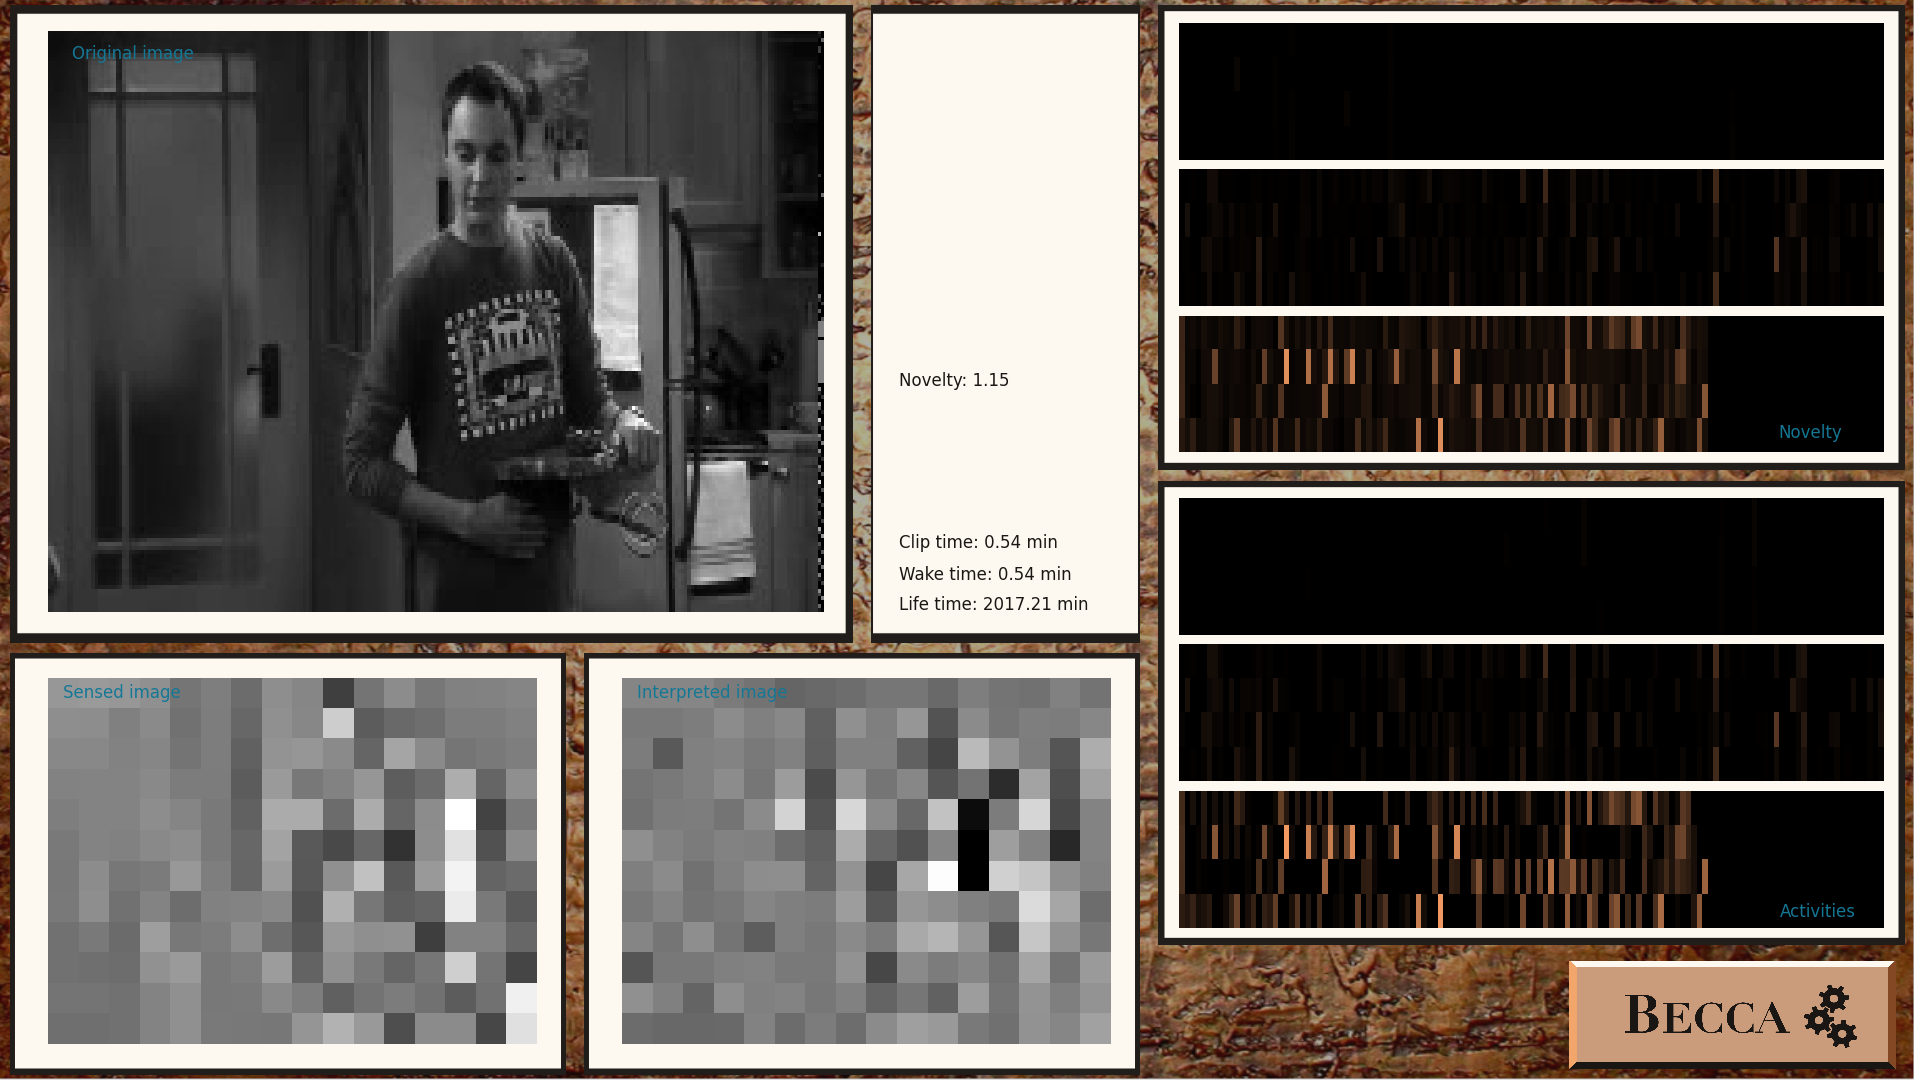 Original image
Novelty: 1.15
Clip time: 0.54 min
Wake time: 0.54 min
Life time: 2017.21 min
Sensed image
Interpreted image
Novelty
Activities
BECCA